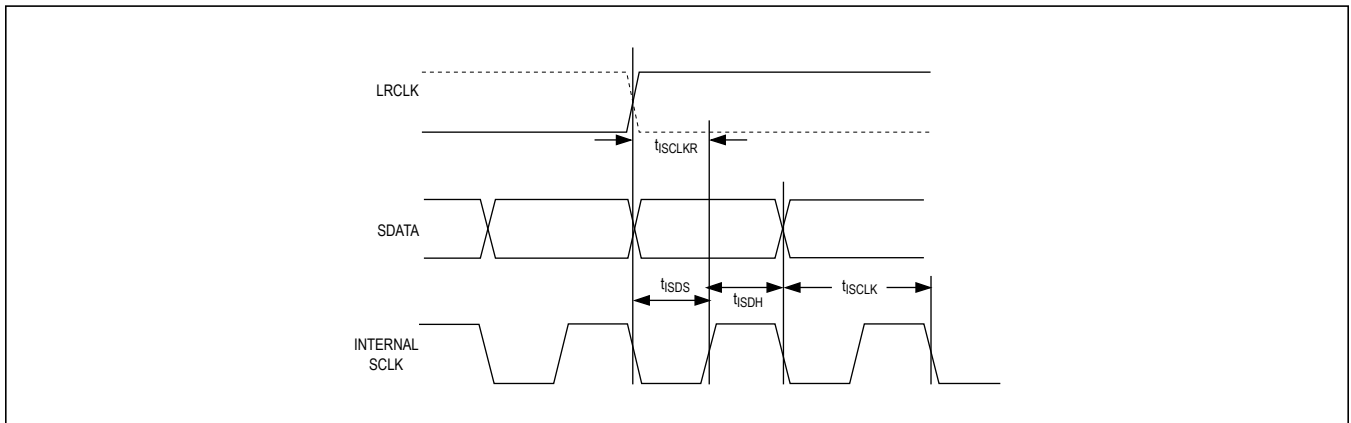 LRCLK
tISCLKR
SDATA
tISDS
tISDH
tISCLK
INTERNAL
SCLK